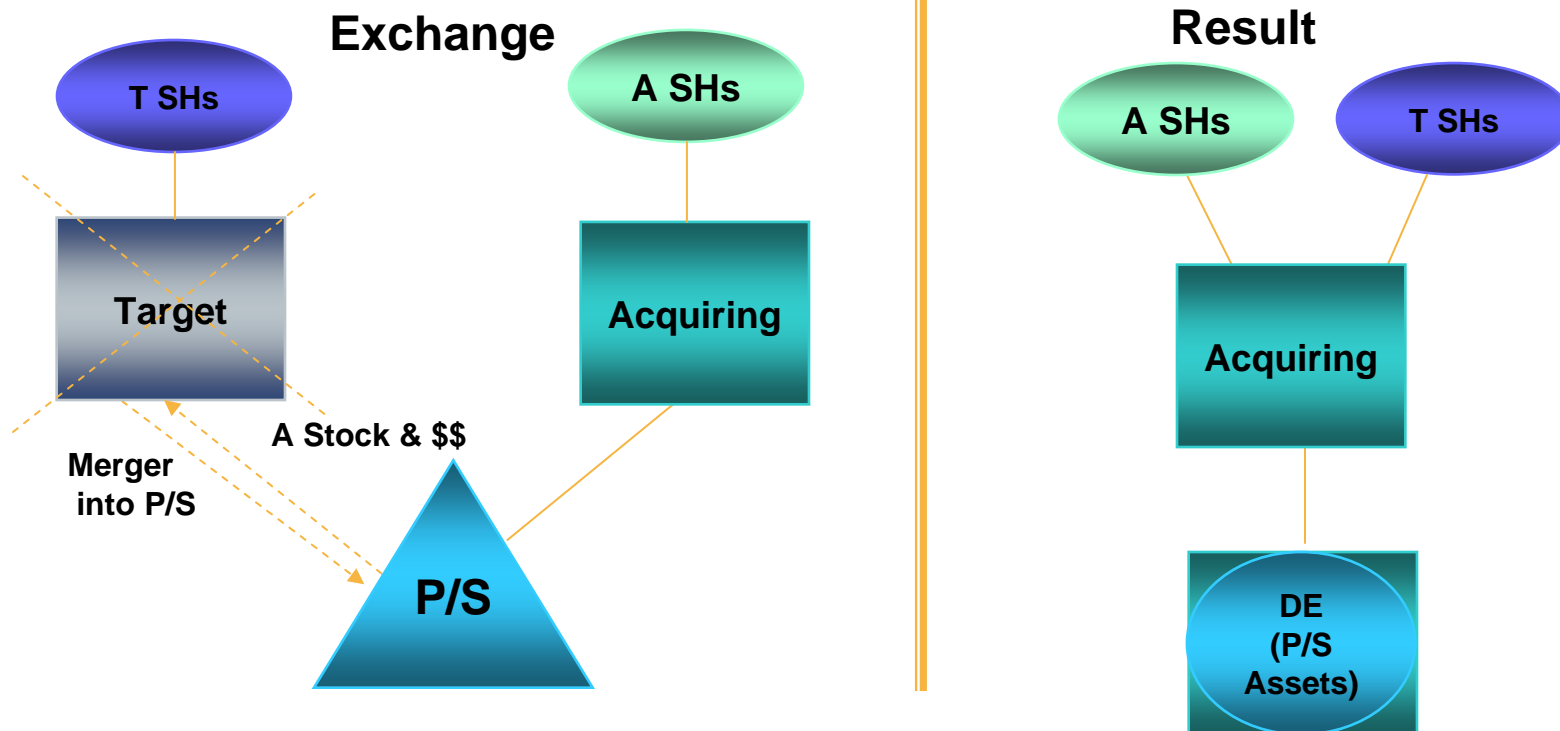 Exchange
T SHs
A SHs
Target
Acquiring
A Stock & $$
Merger
into P/S
P/S
Result
A SHs
T SHs
Acquiring
DE
(P/S
Assets)